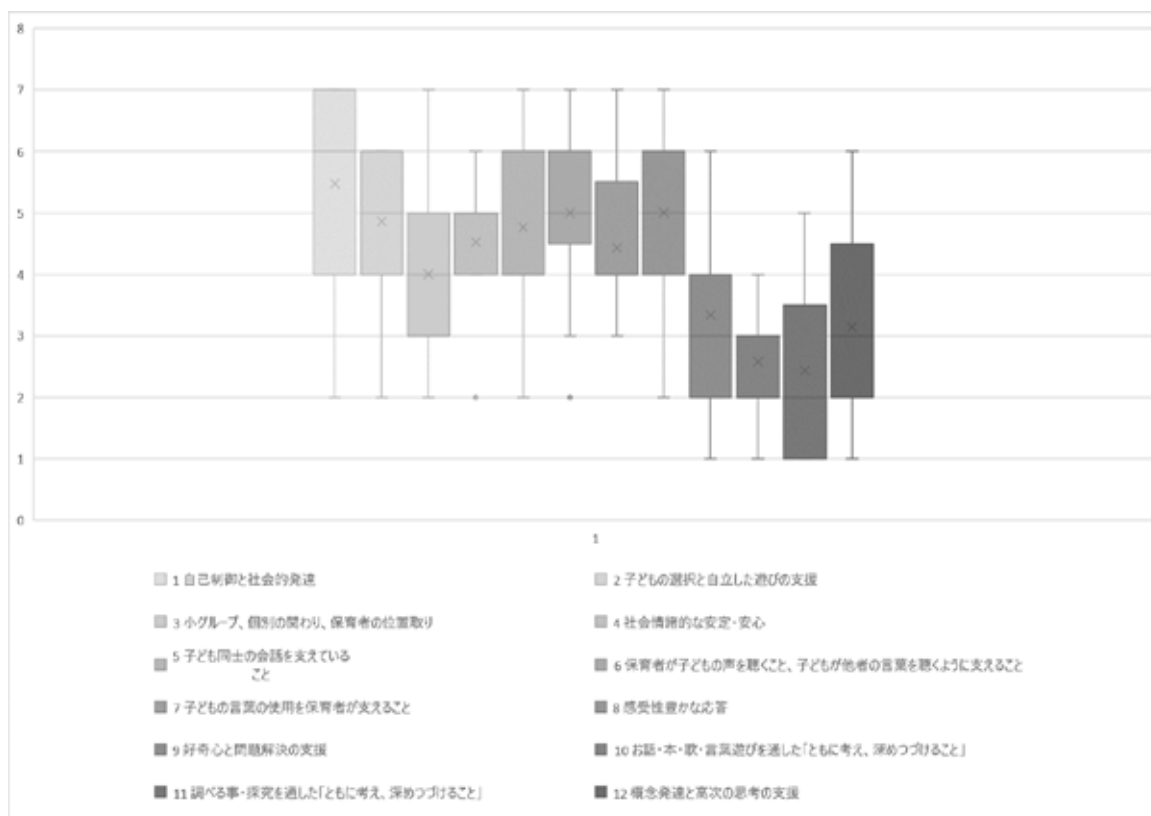 8
7
6
5
4
3
2
1
0
1
1 自己制御と社会的発達
2 子どもの選択と自立した遊びの支援
3 小グループ、個別の関わり、保育者の位置取り
4 社会情緒的な安定・安心
5 子ども同士の会話を支えている
こと
6 保育者が子どもの声を聴くこと、子どもが他者の言葉を聴くように支えること
7 子どもの言葉の使用を保育者が支えること
8 感受性豊かな応答
9 好奇心と問題解決の支援
10 お話・本・歌・言葉遊びを通した「ともに考え、深めつづけること」
11 調べる事・探究を通した「ともに考え、深めつづけること」
12 概念発達と高次の思考の支援